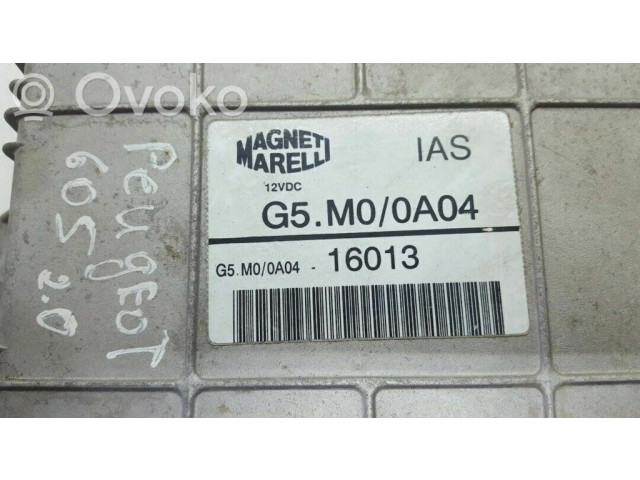 Ovoko
MAGNETI
MARELLI
IAS
12VDC
G5.M0/0A04
G5.M0/0A04 - 16013
PEUGEOT
605 2.0